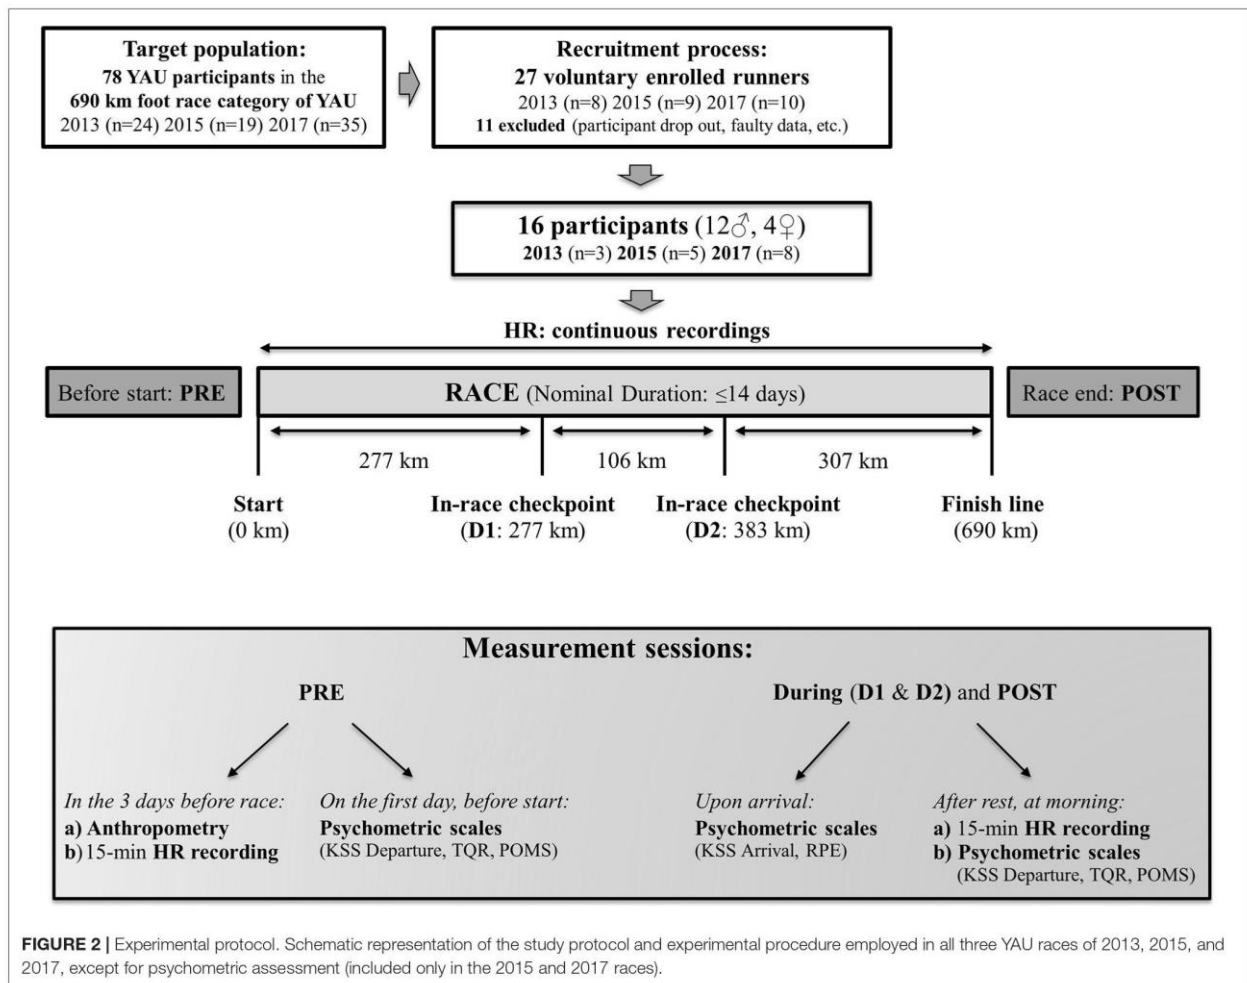 Target population:
78 YAU participants in the
690 km foot race category of YAU
2013 (n=24) 2015 (n=19) 2017 (n=35)
Recruitment process:
27 voluntary enrolled runners
2013 (n=8) 2015 (n=9) 2017 (n=10)
11 excluded (participant drop out, faulty data, etc.)
16 participants (12♂, 4♀)
2013 (n=3) 2015 (n=5) 2017 (n=8)
HR: continuous recordings
Before start: PRE
RACE (Nominal Duration: ≤14 days)
Race end: POST
277 km
106 km
307 km
Start
(0 km)
In-race checkpoint
(D1: 277 km)
In-race checkpoint
(D2: 383 km)
Finish line
(690 km)
Measurement sessions:
PRE
In the 3 days before race:
a) Anthropometry
b) 15-min HR recording
On the first day, before start:
Psychometric scales
(KSS Departure, TQR, POMS)
During (D1 & D2) and POST
Upon arrival:
Psychometric scales
(KSS Arrival, RPE)
After rest, at morning:
a) 15-min HR recording
b) Psychometric scales
(KSS Departure, TQR, POMS)
FIGURE 2 | Experimental protocol. Schematic representation of the study protocol and experimental procedure employed in all three YAU races of 2013, 2015, and
2017, except for psychometric assessment (included only in the 2015 and 2017 races).